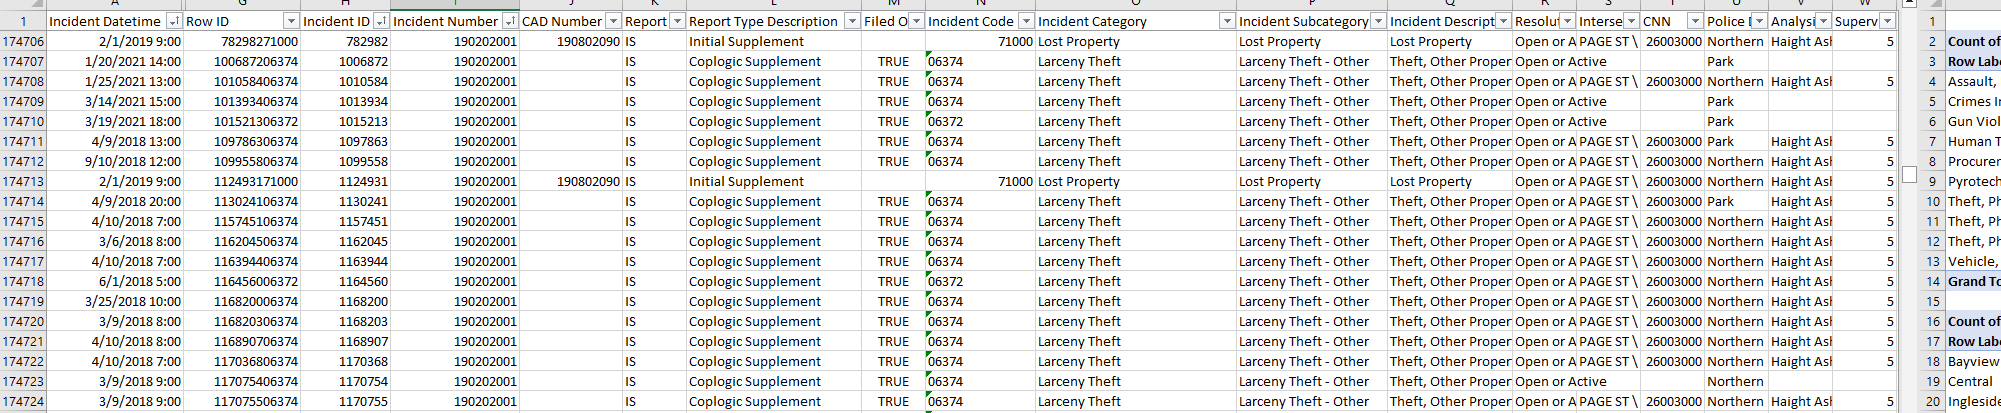 A G H I J K L M N O P Q R S T U V W
1 Incident Datetime Row ID Incident ID Incident Number CAD Number Report Report Type Description Filed O Incident Code Incident Category Incident Subcategory Incident Descript Resolut Interse CNN Police Analysi Superv 1
174706 2/1/2019 9:00 78298271000 782982 190202001 190802090 IS Initial Supplement 71000 Lost Property Lost Property Lost Property Open or A PAGE ST \ 26003000 Northern Haight Ash 5 2 Count of
174707 1/20/2021 14:00 100687206374 1006872 190202001 IS Coplogic Supplement TRUE 06374 Larceny Theft Larceny Theft - Other Theft, Other Proper Open or Active Park 3 Row Labe
174708 1/25/2021 13:00 101058406374 1010584 190202001 IS Coplogic Supplement TRUE 06374 Larceny Theft Larceny Theft - Other Theft, Other Proper Open or A PAGE ST \ 26003000 Northern Haight Ash 5 4 Assault,
174709 3/14/2021 15:00 101393406374 1013934 190202001 IS Coplogic Supplement TRUE 06374 Larceny Theft Larceny Theft - Other Theft, Other Proper Open or Active Park 5 Crimes In
174710 3/19/2021 18:00 101521306372 1015213 190202001 IS Coplogic Supplement TRUE 06372 Larceny Theft Larceny Theft - Other Theft, Other Proper Open or Active Park 6 Gun Viol
174711 4/9/2018 13:00 109786306374 1097863 190202001 IS Coplogic Supplement TRUE 06374 Larceny Theft Larceny Theft - Other Theft, Other Proper Open or A PAGE ST \ 26003000 Park Haight Ash 5 7 Human T
174712 9/10/2018 12:00 109955806374 1099558 190202001 IS Coplogic Supplement TRUE 06374 Larceny Theft Larceny Theft - Other Theft, Other Proper Open or A PAGE ST \ 26003000 Northern Haight Ash 5 8 Procurer
174713 2/1/2019 9:00 112493171000 1124931 190202001 190802090 IS Initial Supplement 71000 Lost Property Lost Property Lost Property Open or A PAGE ST \ 26003000 Northern Haight Ash 5 9 Pyrotech
174714 4/9/2018 20:00 113024106374 1130241 190202001 IS Coplogic Supplement TRUE 06374 Larceny Theft Larceny Theft - Other Theft, Other Proper Open or A PAGE ST \ 26003000 Park Haight Ash 5 10 Theft, Ph
174715 4/10/2018 7:00 115745106374 1157451 190202001 IS Coplogic Supplement TRUE 06374 Larceny Theft Larceny Theft - Other Theft, Other Proper Open or A PAGE ST \ 26003000 Northern Haight Ash 5 11 Theft, Ph
174716 3/6/2018 8:00 116204506374 1162045 190202001 IS Coplogic Supplement TRUE 06374 Larceny Theft Larceny Theft - Other Theft, Other Proper Open or A PAGE ST \ 26003000 Northern Haight Ash 5 12 Theft, Ph
174717 4/10/2018 7:00 116394406374 1163944 190202001 IS Coplogic Supplement TRUE 06374 Larceny Theft Larceny Theft - Other Theft, Other Proper Open or A PAGE ST \ 26003000 Northern Haight Ash 5 13 Vehicle,
174718 6/1/2018 5:00 116456006372 1164560 190202001 IS Coplogic Supplement TRUE 06372 Larceny Theft Larceny Theft - Other Theft, Other Proper Open or A PAGE ST \ 26003000 Northern Haight Ash 5 14 Grand To
174719 3/25/2018 10:00 116820006374 1168200 190202001 IS Coplogic Supplement TRUE 06374 Larceny Theft Larceny Theft - Other Theft, Other Proper Open or A PAGE ST \ 26003000 Northern Haight Ash 5 15
174720 3/9/2018 8:00 116820306374 1168203 190202001 IS Coplogic Supplement TRUE 06374 Larceny Theft Larceny Theft - Other Theft, Other Proper Open or A PAGE ST \ 26003000 Northern Haight Ash 5 16 Count of
174721 4/10/2018 8:00 116890706374 1168907 190202001 IS Coplogic Supplement TRUE 06374 Larceny Theft Larceny Theft - Other Theft, Other Proper Open or A PAGE ST \ 26003000 Northern Haight Ash 5 17 Row Labe
174722 4/10/2018 7:00 117036806374 1170368 190202001 IS Coplogic Supplement TRUE 06374 Larceny Theft Larceny Theft - Other Theft, Other Proper Open or A PAGE ST \ 26003000 Northern Haight Ash 5 18 Bayview
174723 3/9/2018 9:00 117075406374 1170754 190202001 IS Coplogic Supplement TRUE 06374 Larceny Theft Larceny Theft - Other Theft, Other Proper Open or Active Northern 19 Central
174724 3/9/2018 9:00 117075506374 1170755 190202001 IS Coplogic Supplement TRUE 06374 Larceny Theft Larceny Theft - Other Theft, Other Proper Open or A PAGE ST \ 26003000 Northern Haight Ash 5 20 Ingleside